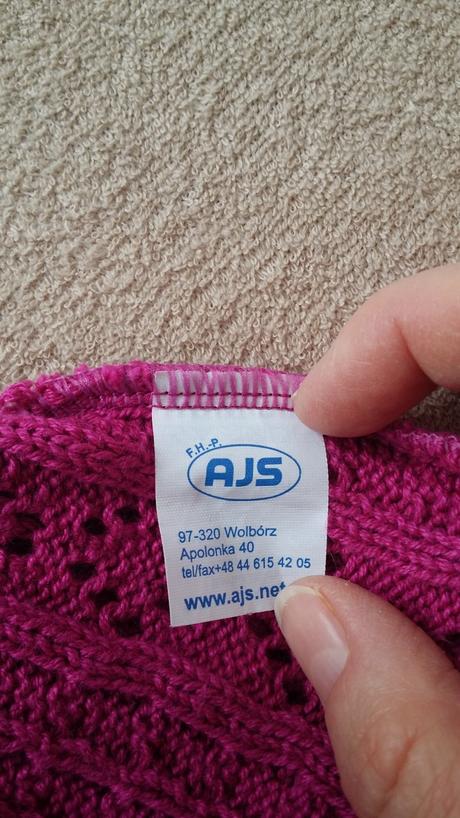 F.H.-P.
AJS
97-320 Wolbórz
Apolonka 40
tel/fax+48 44 615 42 05
www.ajs.net